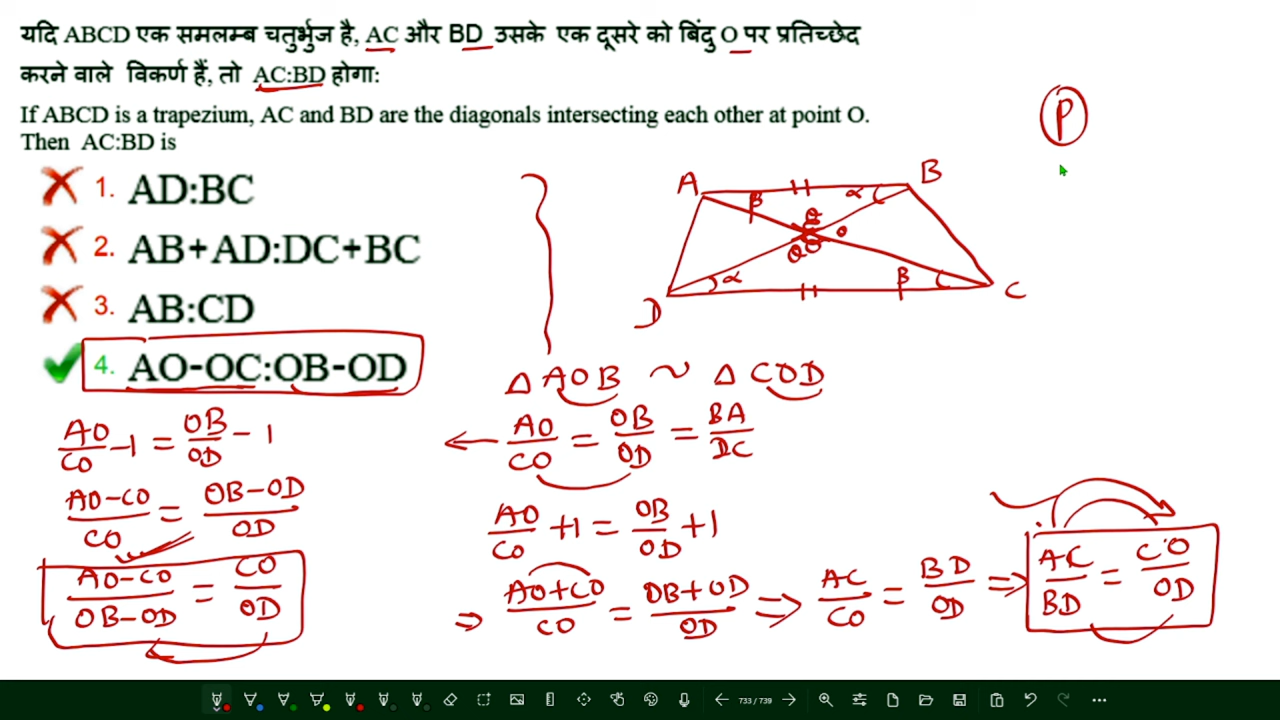 यदि ABCD एक समलम्ब चतुर्भुज है, AC और BD उसके एक दूसरे को बिंदु O पर प्रतिच्छेद
करने वाले विकर्ण हैं, तो AC:BD होगा:
If ABCD is a trapezium, AC and BD are the diagonals intersecting each other at point O.
Then AC:BD is
1. AD:BC
2. AB+AD:DC+BC
3. AB:CD
4. AO-OC:OB-OD
P
A B
β α
θ
O
θ
α β
D C
△ AOB ~ △ COD
AO/CO = OB/OD = BA/DC
AO/CO - 1 = OB/OD - 1
AO-CO/CO = OB-OD/OD
AO-CO/OB-OD = CO/OD
AO/CO + 1 = OB/OD + 1
⇒ AO+CO/CO = OB+OD/OD ⇒ AC/CO = BD/OD ⇒ AC/BD = CO/OD
733 / 739